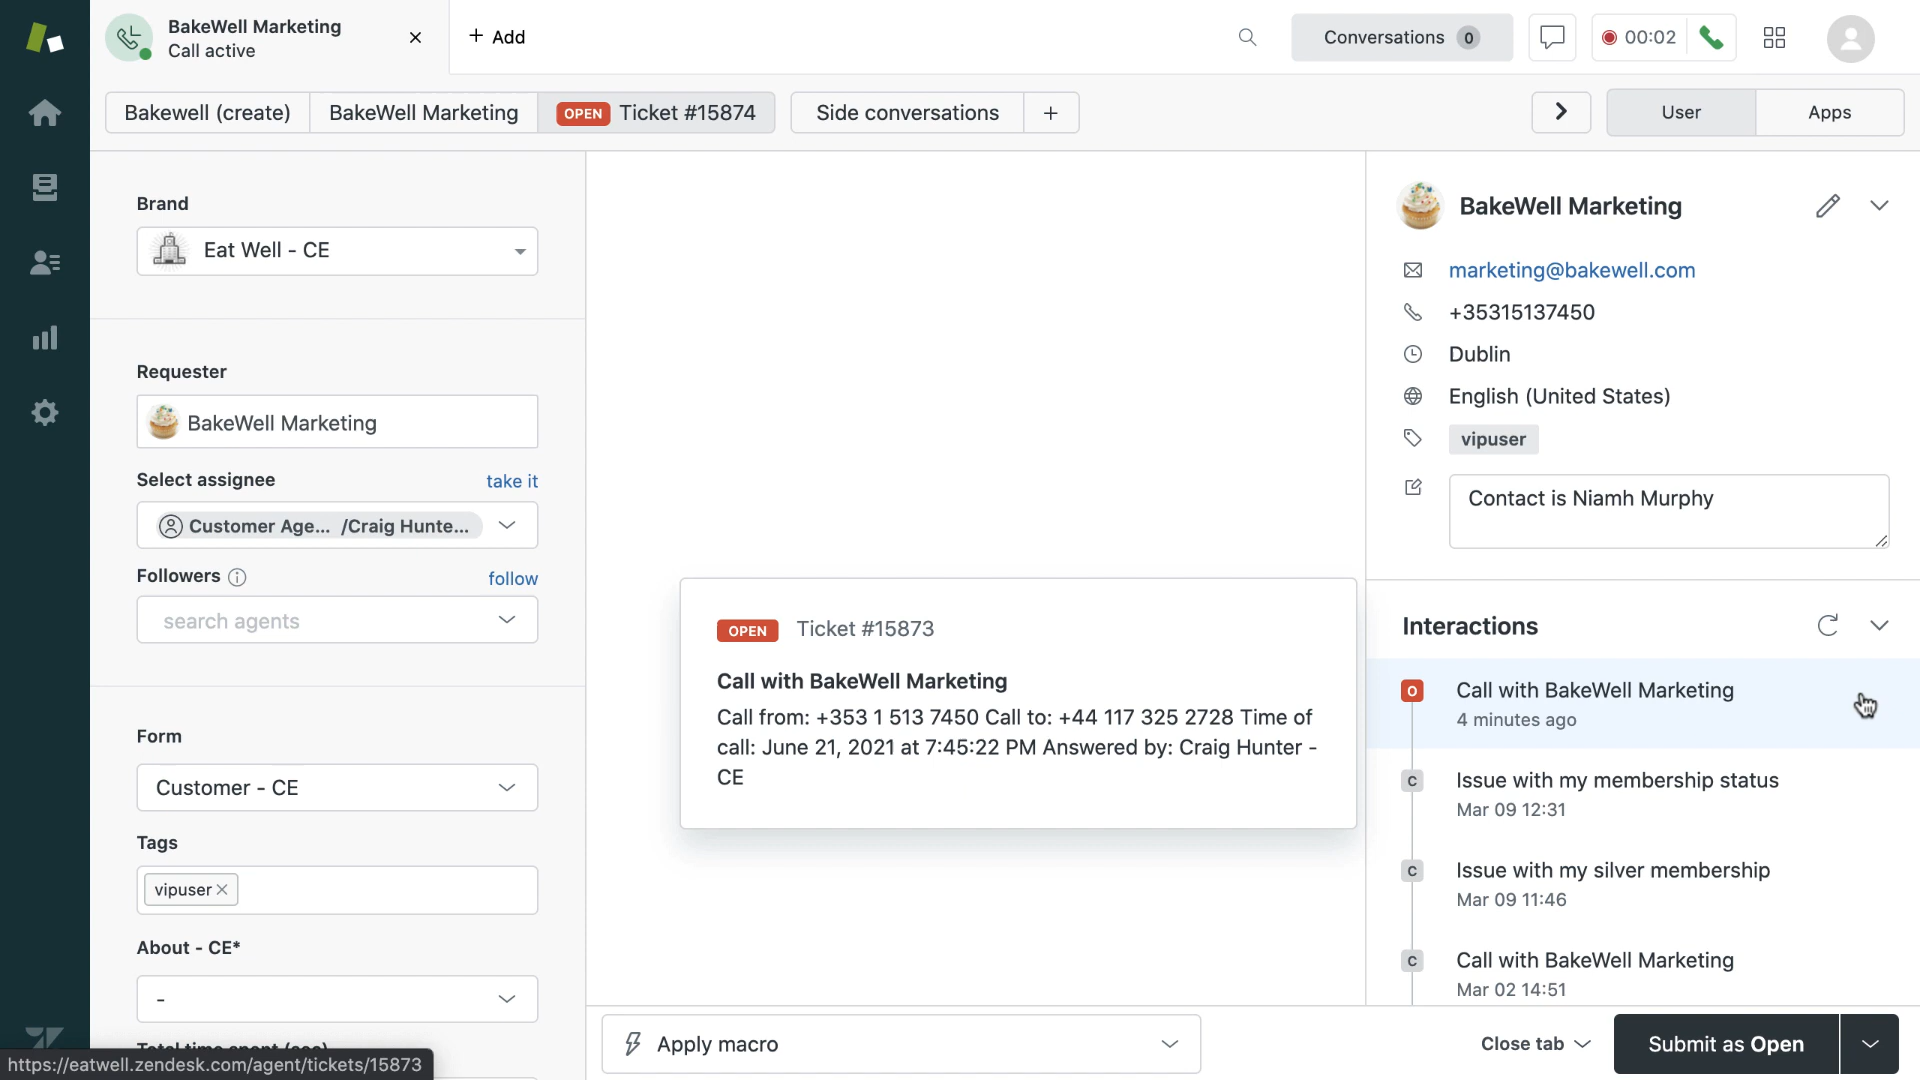 BakeWell Marketing
Call active
+ Add
Conversations 0
00:02
Bakewell (create)
BakeWell Marketing
OPEN Ticket #15874
Side conversations
+
User
Apps
Brand
Eat Well - CE
Requester
BakeWell Marketing
Select assignee
take it
Customer Age... /Craig Hunte...
Followers
follow
search agents
Form
Customer - CE
Tags
vipuser
About - CE*
-
https://eatwell.zendesk.com/agent/tickets/15873
OPEN Ticket #15873
Call with BakeWell Marketing
Call from: +353 1 513 7450 Call to: +44 117 325 2728 Time of
call: June 21, 2021 at 7:45:22 PM Answered by: Craig Hunter -
CE
Apply macro
BakeWell Marketing
marketing@bakewell.com
+35315137450
Dublin
English (United States)
vipuser
Contact is Niamh Murphy
Interactions
O Call with BakeWell Marketing
4 minutes ago
C Issue with my membership status
Mar 09 12:31
C Issue with my silver membership
Mar 09 11:46
C Call with BakeWell Marketing
Mar 02 14:51
Close tab
Submit as Open